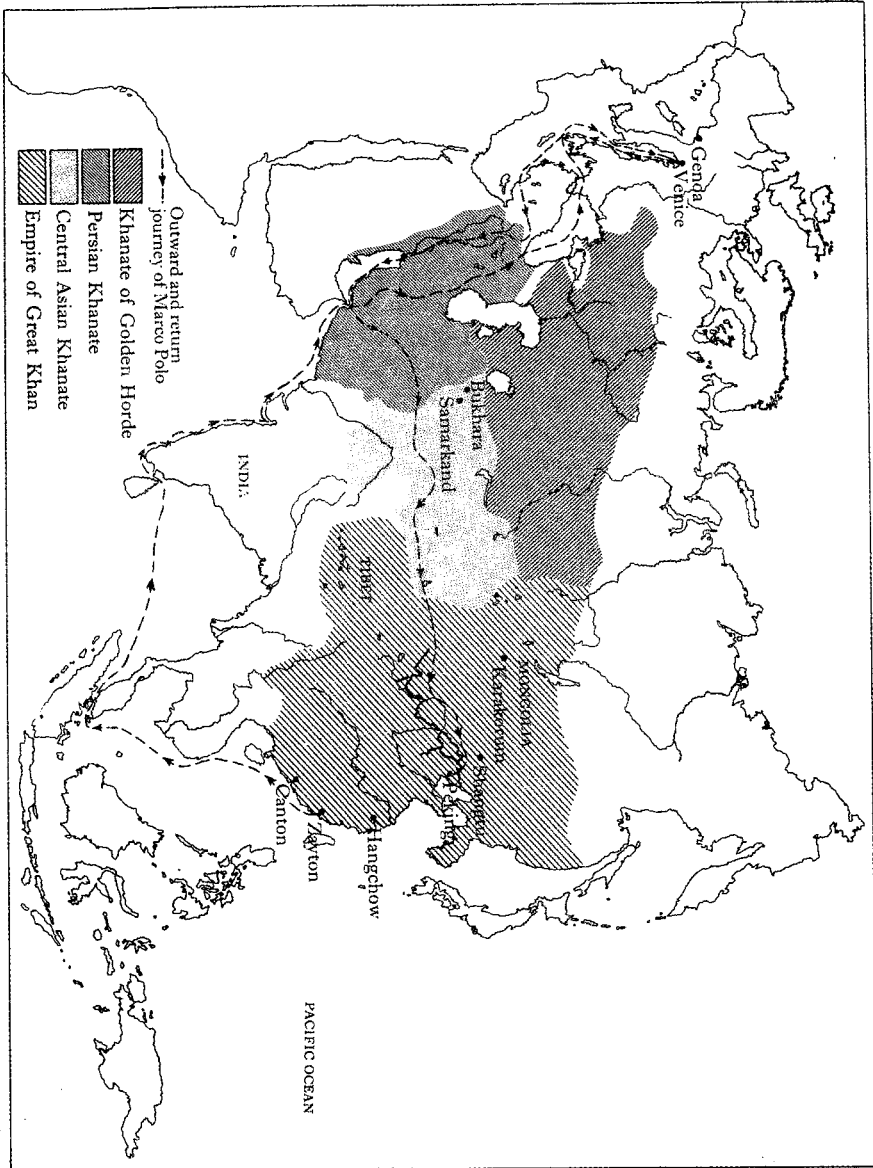 Genda
Venice
MONGOLIA
Karakorum
Shangtu
Bukhara
Samarkand
Peking
TIBET
Hangchow
Zayton
Canton
INDIA
PACIFIC OCEAN
Outward and return
journey of Marco Polo
Khanate of Golden Horde
Persian Khanate
Central Asian Khanate
Empire of Great Khan